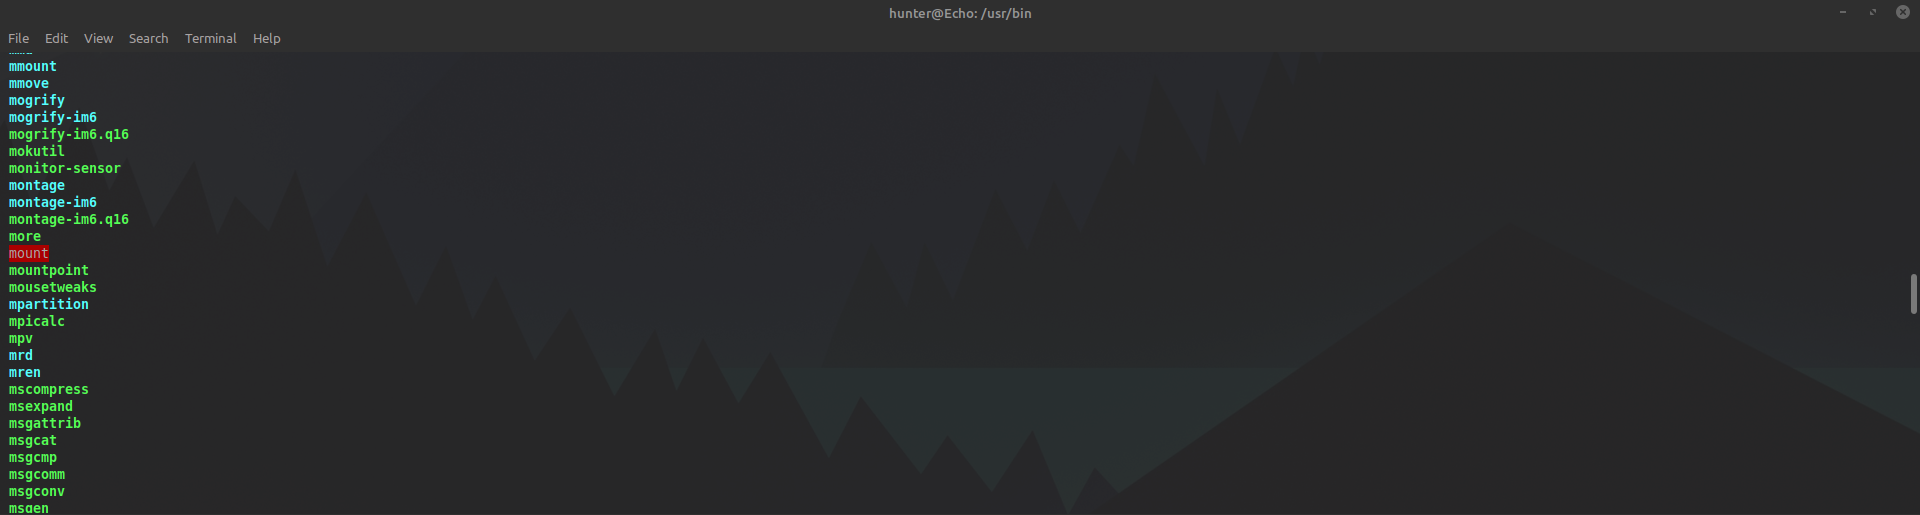 hunter@Echo: /usr/bin
File Edit View Search Terminal Help
mmount
mmove
mogrify
mogrify-im6
mogrify-im6.q16
mokutil
monitor-sensor
montage
montage-im6
montage-im6.q16
more
mount
mountpoint
mousetweaks
mpartition
mpicalc
mpv
mrd
mren
mscompress
msexpand
msgattrib
msgcat
msgcmp
msgcomm
msgconv
msgen